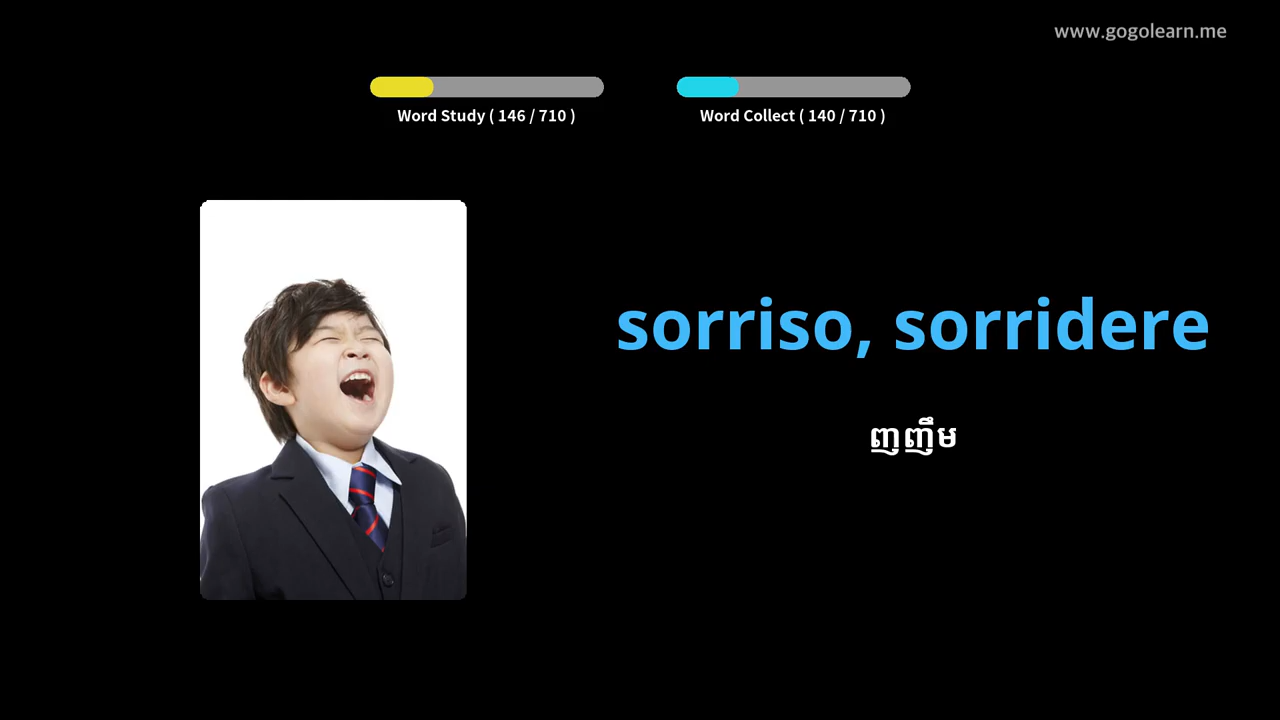 www.gogolearn.me
Word Study ( 146 / 710 )
Word Collect ( 140 / 710 )
sorriso, sorridere
ញញឹម